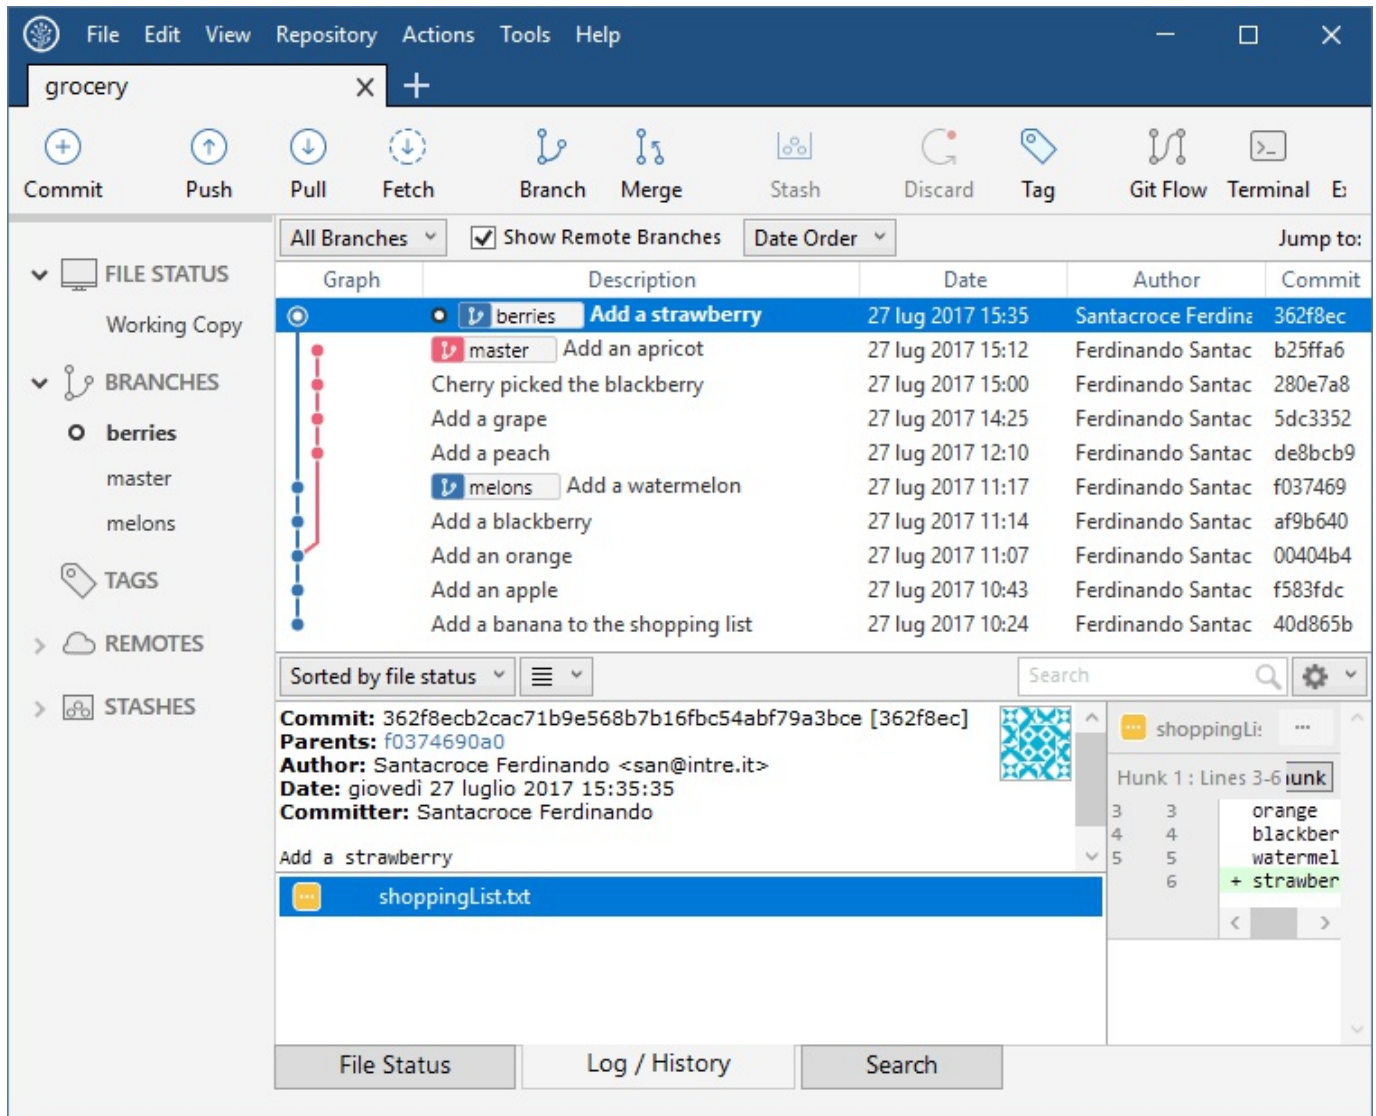 File Edit View Repository Actions Tools Help
grocery
Commit Push Pull Fetch Branch Merge Stash Discard Tag Git Flow Terminal
All Branches Show Remote Branches Date Order Jump to:
Graph Description Date Author Commit
berries Add a strawberry 27 lug 2017 15:35 Santacroce Ferdina 362f8ec
master Add an apricot 27 lug 2017 15:12 Ferdinando Santac b25ffa6
Cherry picked the blackberry 27 lug 2017 15:00 Ferdinando Santac 280e7a8
Add a grape 27 lug 2017 14:25 Ferdinando Santac 5dc3352
Add a peach 27 lug 2017 12:10 Ferdinando Santac de8bcb9
melons Add a watermelon 27 lug 2017 11:17 Ferdinando Santac f037469
Add a blackberry 27 lug 2017 11:14 Ferdinando Santac af9b640
Add an orange 27 lug 2017 11:07 Ferdinando Santac 00404b4
Add an apple 27 lug 2017 10:43 Ferdinando Santac f583fdc
Add a banana to the shopping list 27 lug 2017 10:24 Ferdinando Santac 40d865b
FILE STATUS
Working Copy
BRANCHES
berries
master
melons
TAGS
REMOTES
STASHES
Sorted by file status Search
Commit: 362f8ecb2cac71b9e568b7b16fbc54abf79a3bce [362f8ec]
Parents: f0374690a0
Author: Santacroce Ferdinando <san@intre.it>
Date: giovedì 27 luglio 2017 15:35:35
Committer: Santacroce Ferdinando
Add a strawberry
shoppingList.txt
shoppingLi
Hunk 1 : Lines 3-6 unk
3 3 orange
4 4 blackber
5 5 watermel
6 + strawber
File Status Log / History Search